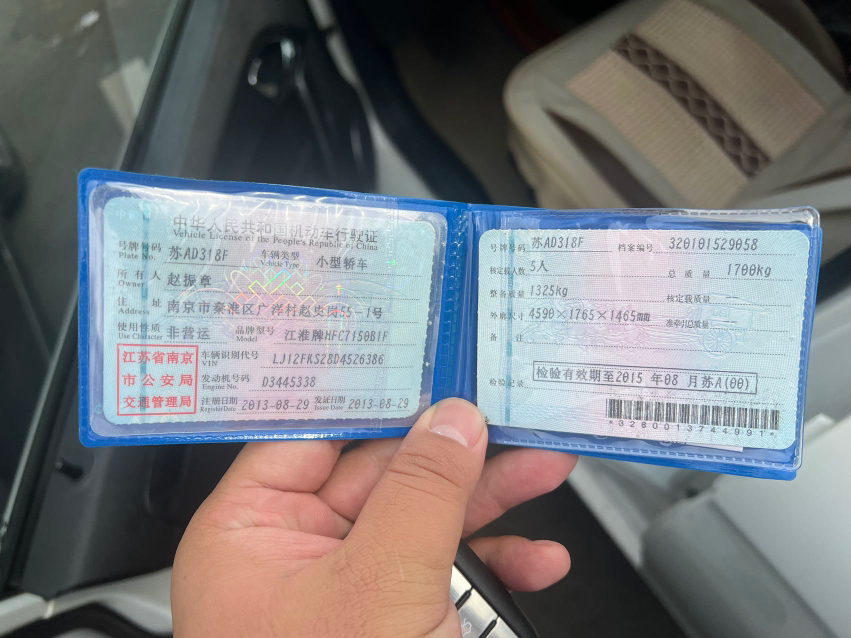 中华人民共和国机动车行驶证
Vehicle License of the People's Republic of China
号牌号码 苏AD318F 车辆类型 小型轿车
Plate No. Vehicle Type
所有人 赵振章
Owner
住址 南京市秦淮区广洋村赵史岗55-1号
Address
使用性质 非营运 品牌型号 江淮牌HFC7150B1F
Use Character Model
江苏省南京
市公安局
交通管理局
车辆识别代号 LJ12FKS28D4526386
VIN
发动机号码 D3445338
Engine No.
注册日期 2013-08-29 发证日期 2013-08-29
Register Date Issue Date
号牌号码 苏AD318F 档案编号 320101529058
核定载人数 5人 总质量 1700kg
整备质量 1325kg 核定载质量
外廓尺寸 4590×1765×1465mm 准牵引总质量
备注
检验记录 检验有效期至2015年08月苏A(00)
*3260013744991*